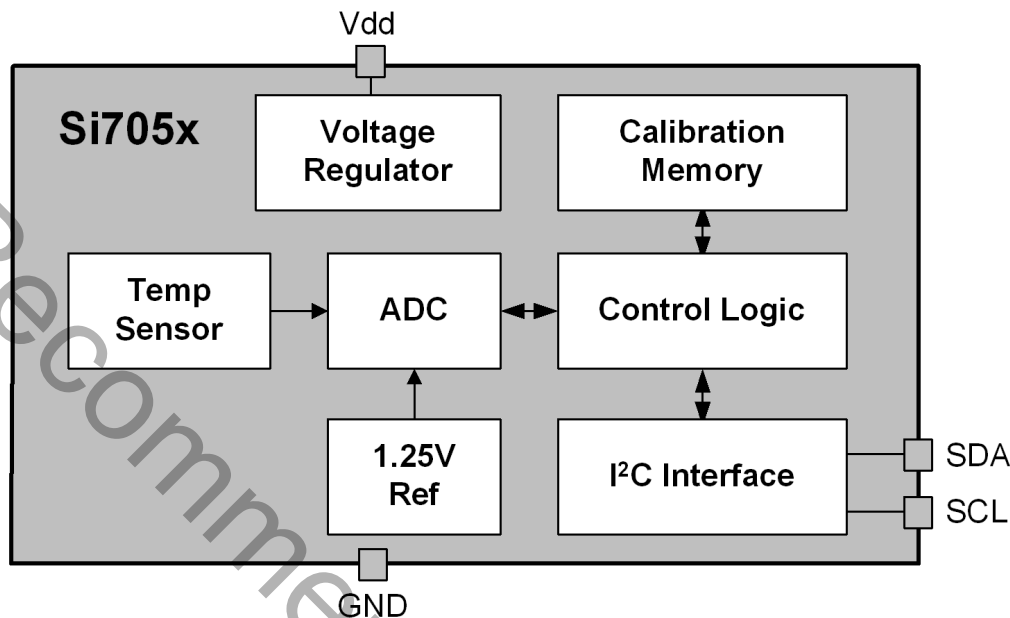 Vdd
Si705x
Voltage
Regulator
Calibration
Memory
Temp
Sensor
ADC
Control Logic
1.25V
Ref
I²C Interface
SDA
SCL
GND